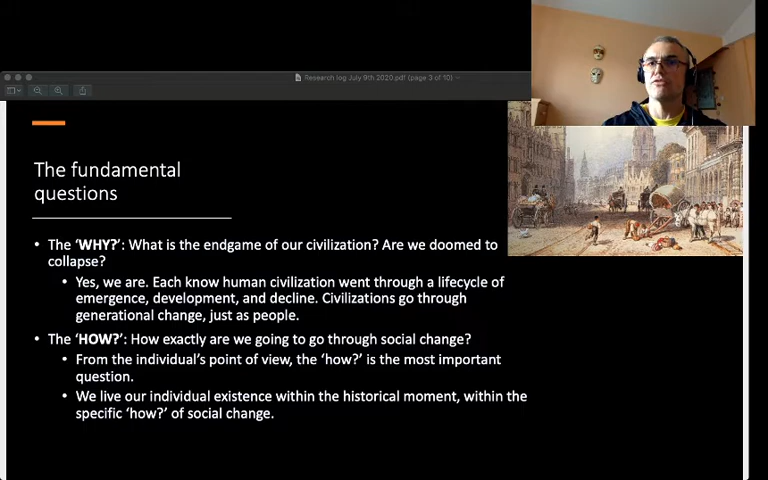 Research log July 9th 2020.pdf (page 3 of 10)
The fundamental
questions
• The ‘WHY?’: What is the endgame of our civilization? Are we doomed to
collapse?
• Yes, we are. Each know human civilization went through a lifecycle of
emergence, development, and decline. Civilizations go through
generational change, just as people.
• The ‘HOW?’: How exactly are we going to go through social change?
• From the individual’s point of view, the ‘how?’ is the most important
question.
• We live our individual existence within the historical moment, within the
specific ‘how?’ of social change.